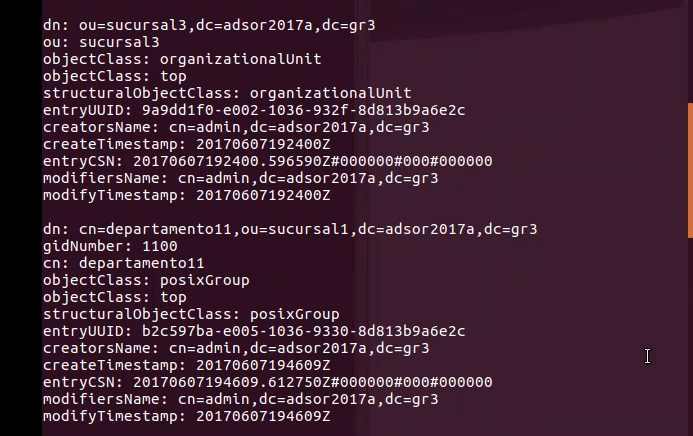 dn: ou=sucursal3,dc=adsor2017a,dc=gr3
ou: sucursal3
objectClass: organizationalUnit
objectClass: top
structuralObjectClass: organizationalUnit
entryUUID: 9a9dd1f0-e002-1036-932f-8d813b9a6e2c
creatorsName: cn=admin,dc=adsor2017a,dc=gr3
createTimestamp: 20170607192400Z
entryCSN: 20170607192400.596590Z#000000#000#000000
modifiersName: cn=admin,dc=adsor2017a,dc=gr3
modifyTimestamp: 20170607192400Z
dn: cn=departamento11,ou=sucursal1,dc=adsor2017a,dc=gr3
gidNumber: 1100
cn: departamento11
objectClass: posixGroup
objectClass: top
structuralObjectClass: posixGroup
entryUUID: b2c597ba-e005-1036-9330-8d813b9a6e2c
creatorsName: cn=admin,dc=adsor2017a,dc=gr3
createTimestamp: 20170607194609Z
entryCSN: 20170607194609.612750Z#000000#000#000000
modifiersName: cn=admin,dc=adsor2017a,dc=gr3
modifyTimestamp: 20170607194609Z